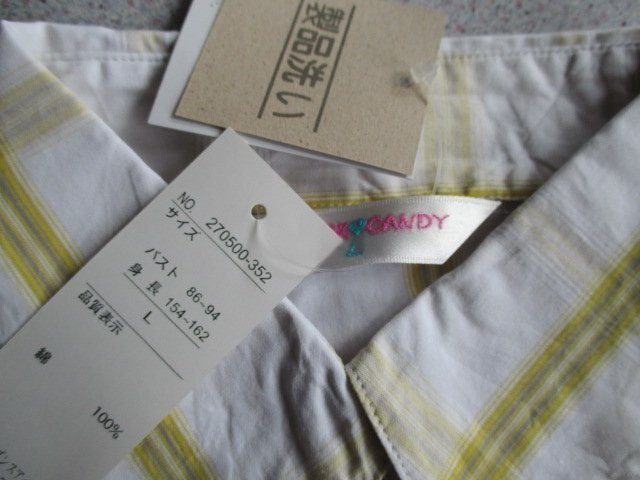 製品洗い
NO. 270500-352
サイズ
バスト 86~94
身長 154~162
L
品質表示
綿 100%
CANDY
L